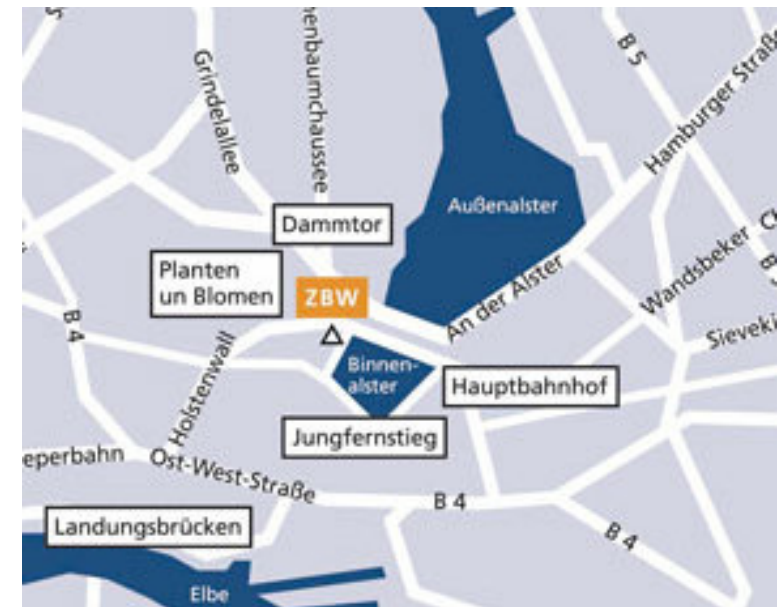 B 5
Hamburger Straße
Grindelallee
enbaumchaussee
Außenalster
Dammtor
Planten
un Blomen
ZBW
An der Alster
Wandsbeker Ch
B 4
Sieveki
Holstenwall
Binnen-
alster
Hauptbahnhof
Jungfernstieg
eperbahn
Ost-West-Straße
B 4
B 4
Landungsbrücken
Elbe